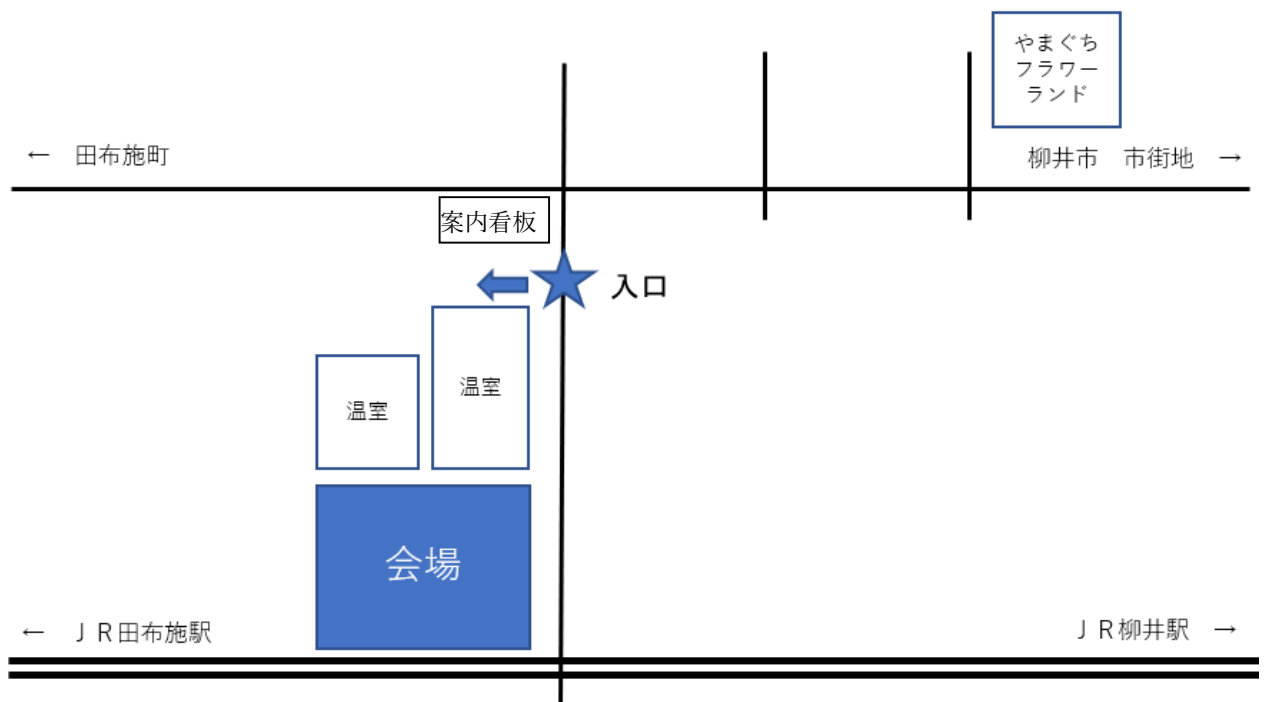 やまぐち
フラワー
ランド
← 田布施町
柳井市 市街地 →
案内看板
入口
温室
温室
会場
← ＪＲ田布施駅
ＪＲ柳井駅 →